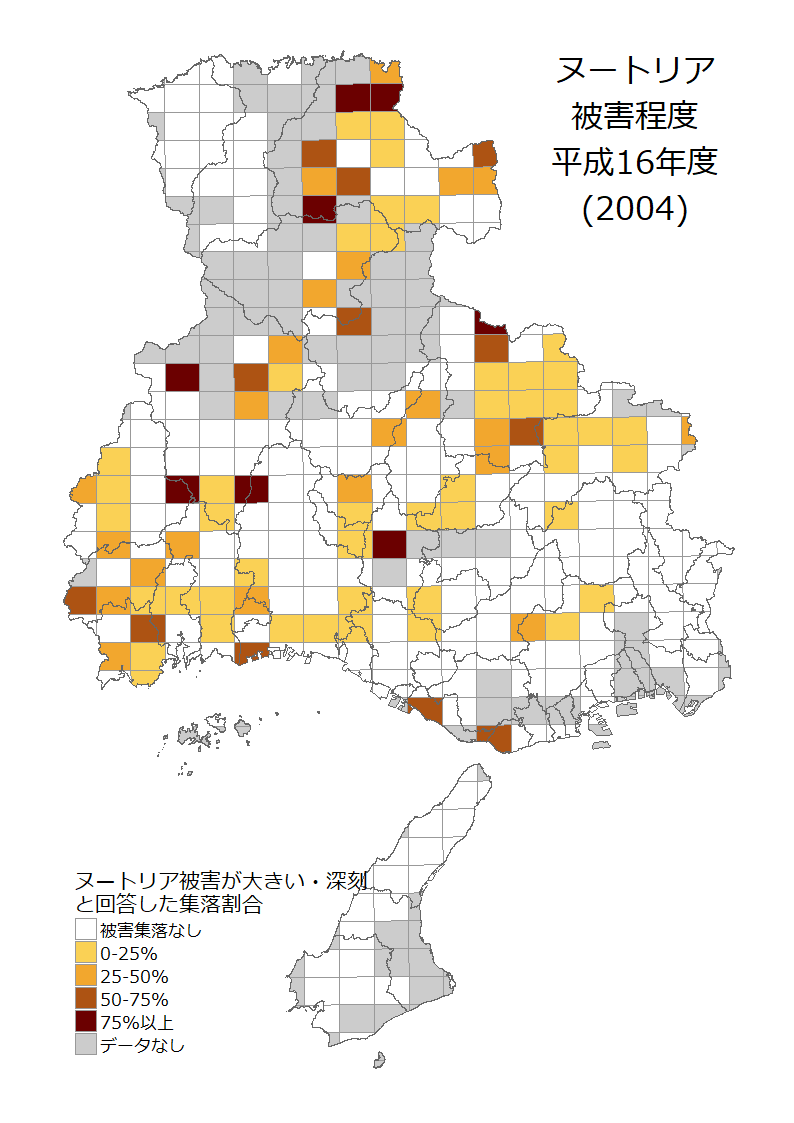 ヌートリア
被害程度
平成16年度
(2004)
ヌートリア被害が大きい・深刻
と回答した集落割合
被害集落なし
0-25%
25-50%
50-75%
75%以上
データなし